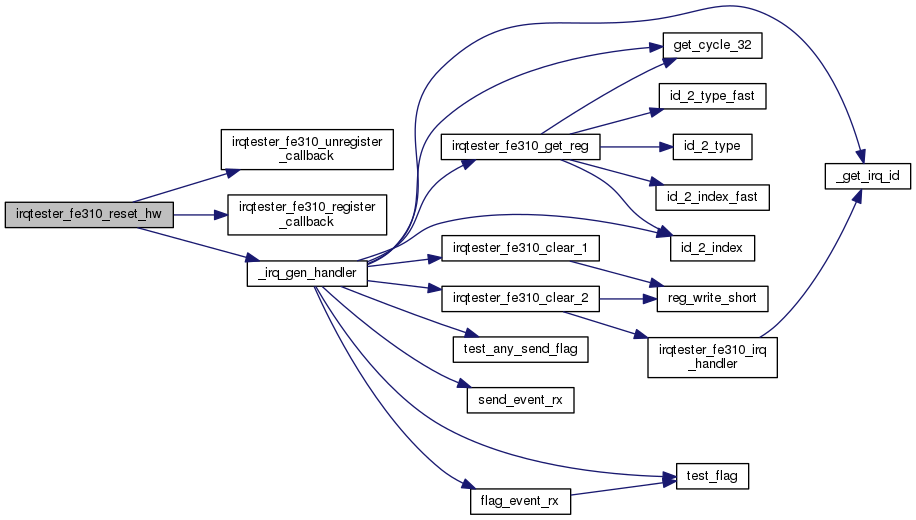 irqtester_fe310_reset_hw
irqtester_fe310_unregister
_callback
irqtester_fe310_register
_callback
_irq_gen_handler
irqtester_fe310_get_reg
irqtester_fe310_clear_1
irqtester_fe310_clear_2
test_any_send_flag
send_event_rx
flag_event_rx
get_cycle_32
id_2_type_fast
id_2_type
id_2_index_fast
id_2_index
reg_write_short
irqtester_fe310_irq
_handler
test_flag
_get_irq_id